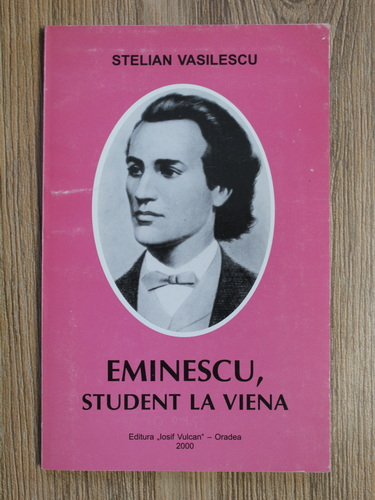 STELIAN VASILESCU
EMINESCU,
STUDENT LA VIENA
Editura „Iosif Vulcan" – Oradea
2000